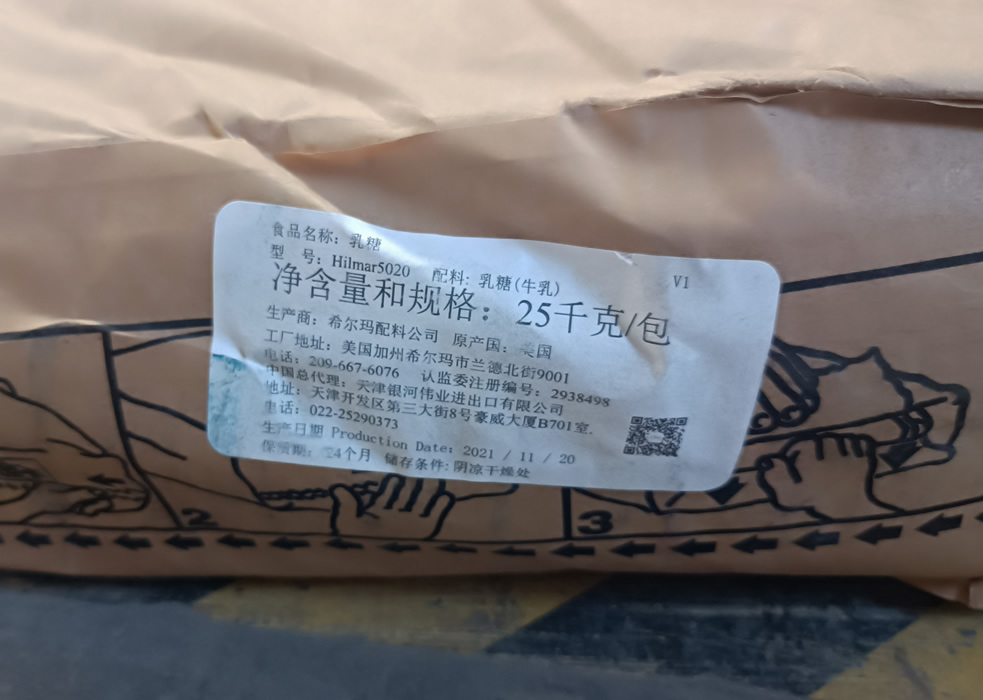 食品名称：乳糖
型 号：Hilmar5020 配料：乳糖(牛乳) V1
净含量和规格：25千克/包
生产商：希尔玛配料公司 原产国：美国
工厂地址：美国加州希尔玛市兰德北街9001
电话：209-667-6076 认监委注册编号：2938498
中国总代理：天津银河伟业进出口有限公司
地址：天津开发区第三大街8号豪威大厦B701室.
电话：022-25290373
生产日期 Production Date: 2021 / 11 / 20
保质期：24个月 储存条件：阴凉干燥处
2
3